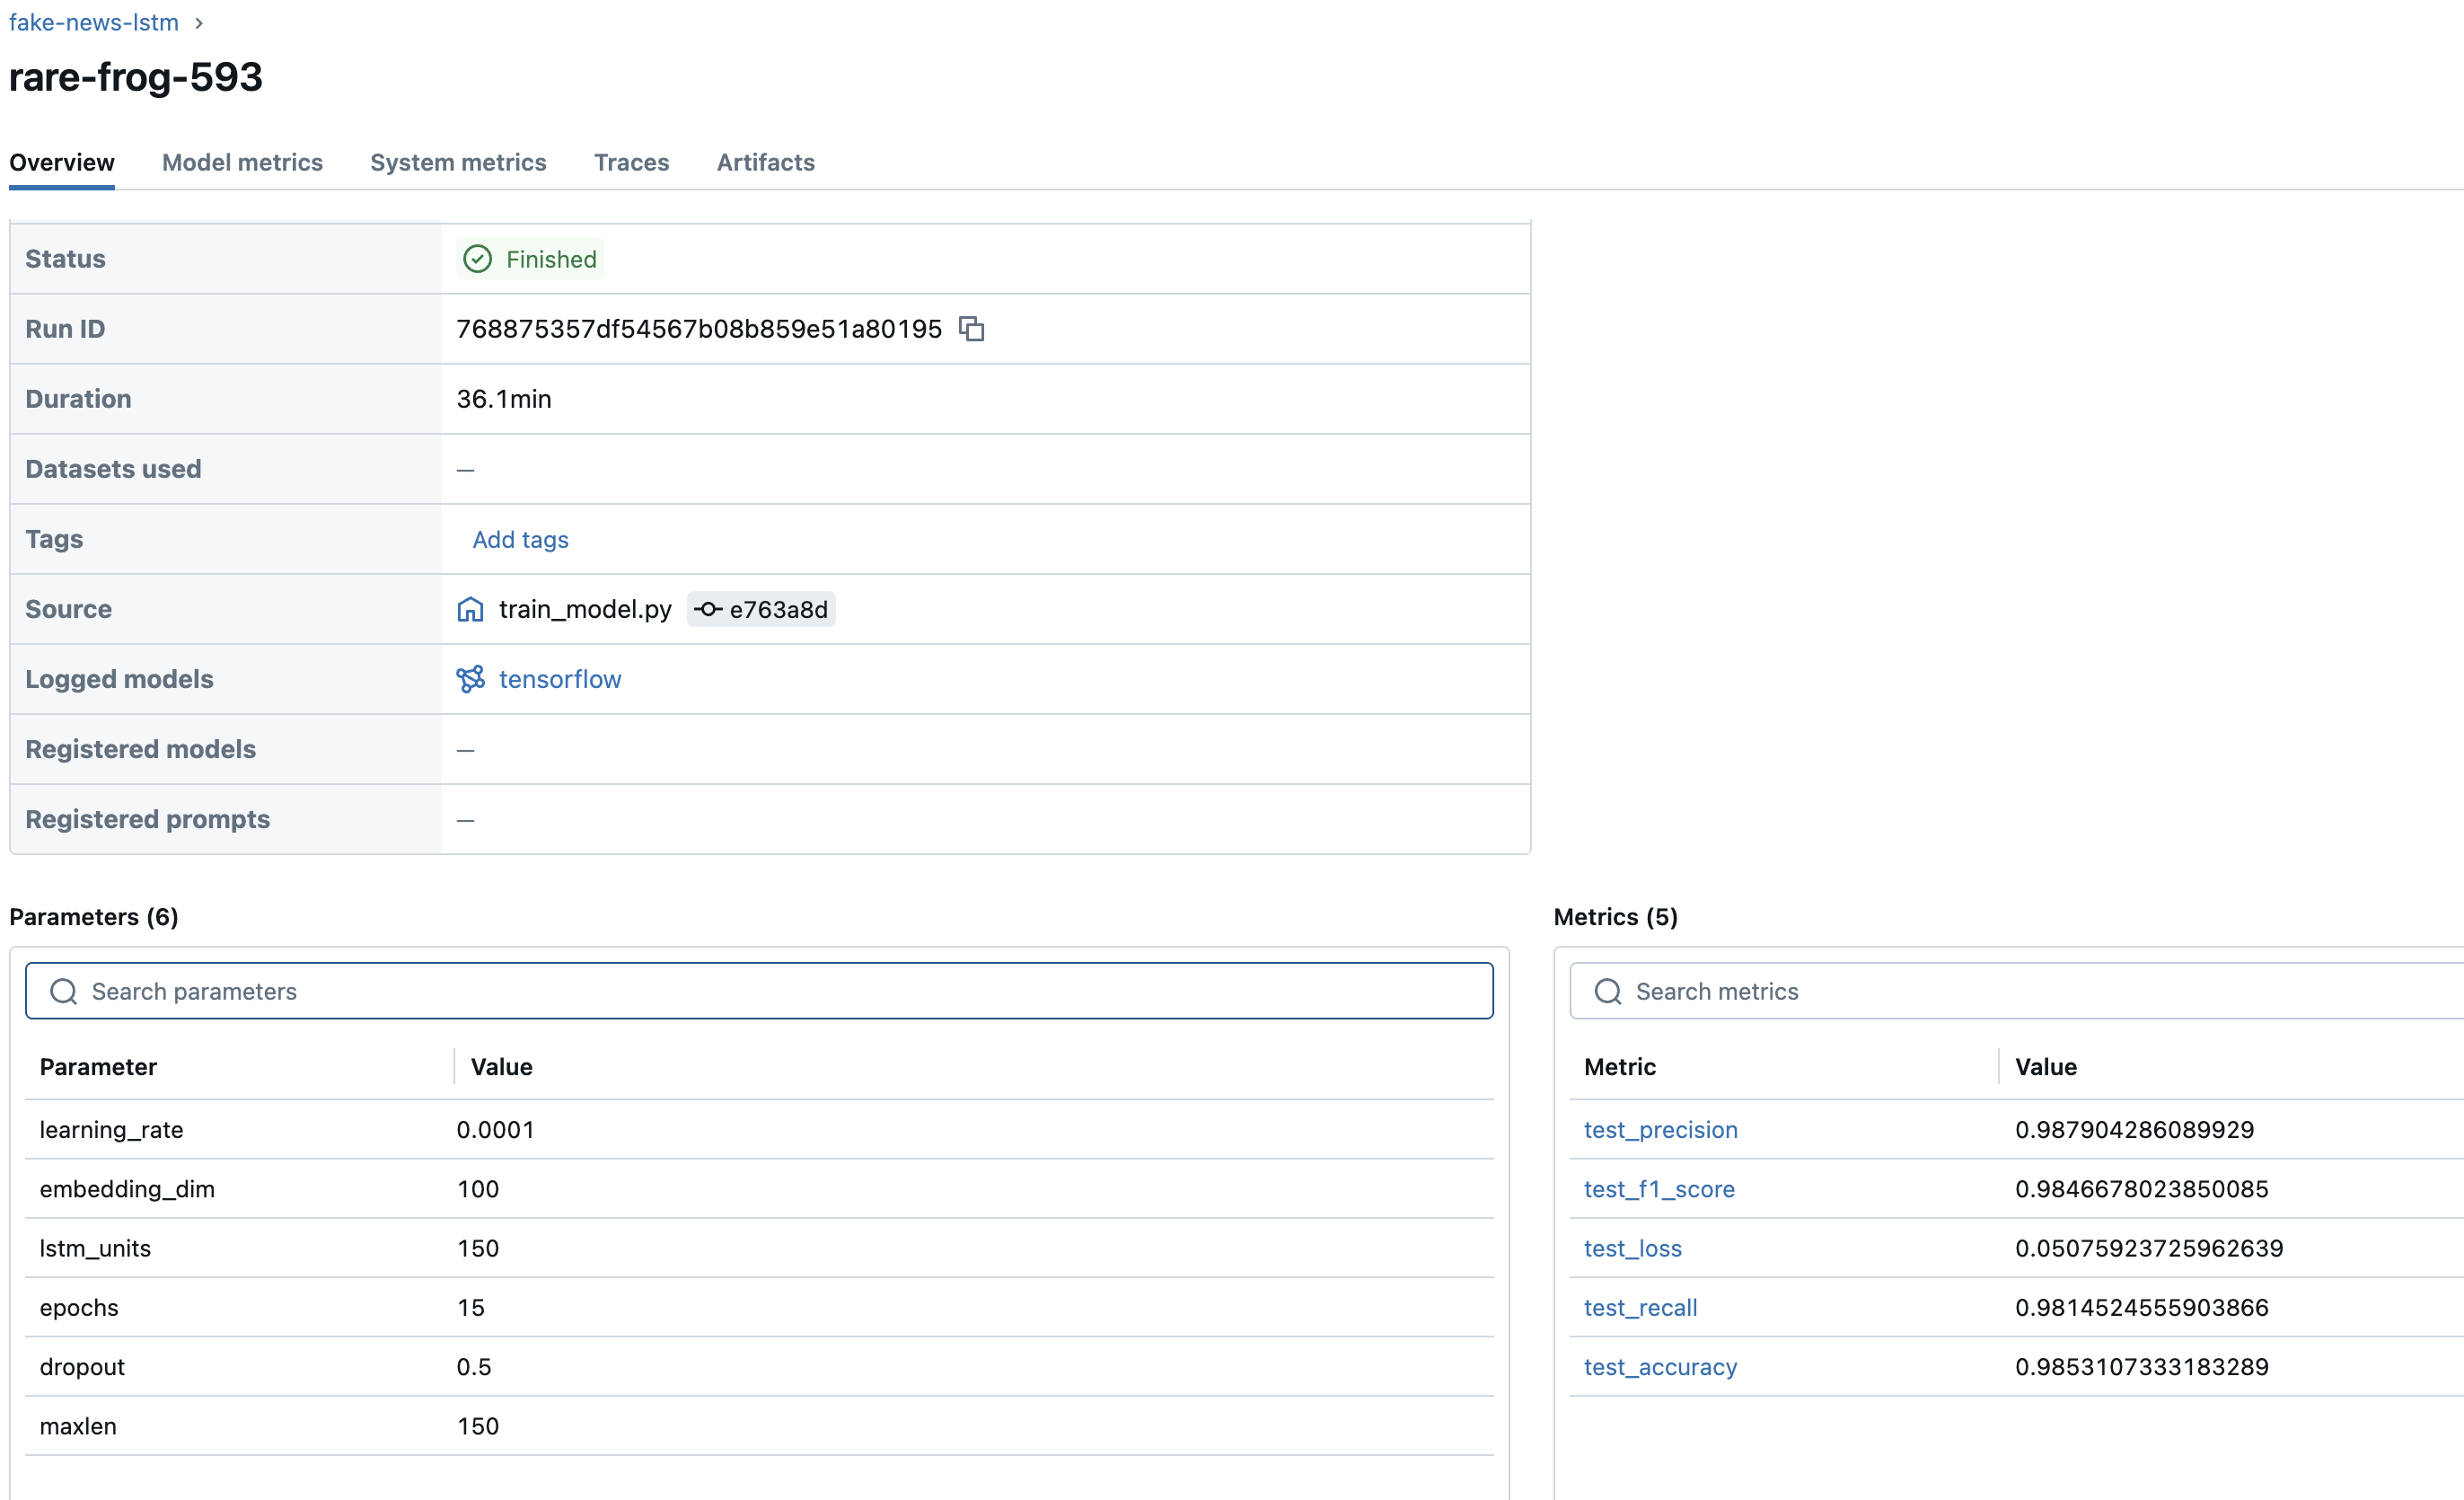 fake-news-lstm
rare-frog-593
Overview Model metrics System metrics Traces Artifacts
Status Finished
Run ID 768875357df54567b08b859e51a80195
Duration 36.1min
Datasets used —
Tags Add tags
Source train_model.py e763a8d
Logged models tensorflow
Registered models —
Registered prompts —
Parameters (6)
Search parameters
Parameter Value
learning_rate 0.0001
embedding_dim 100
lstm_units 150
epochs 15
dropout 0.5
maxlen 150
Metrics (5)
Search metrics
Metric Value
test_precision 0.987904286089929
test_f1_score 0.9846678023850085
test_loss 0.05075923725962639
test_recall 0.9814524555903866
test_accuracy 0.9853107333183289